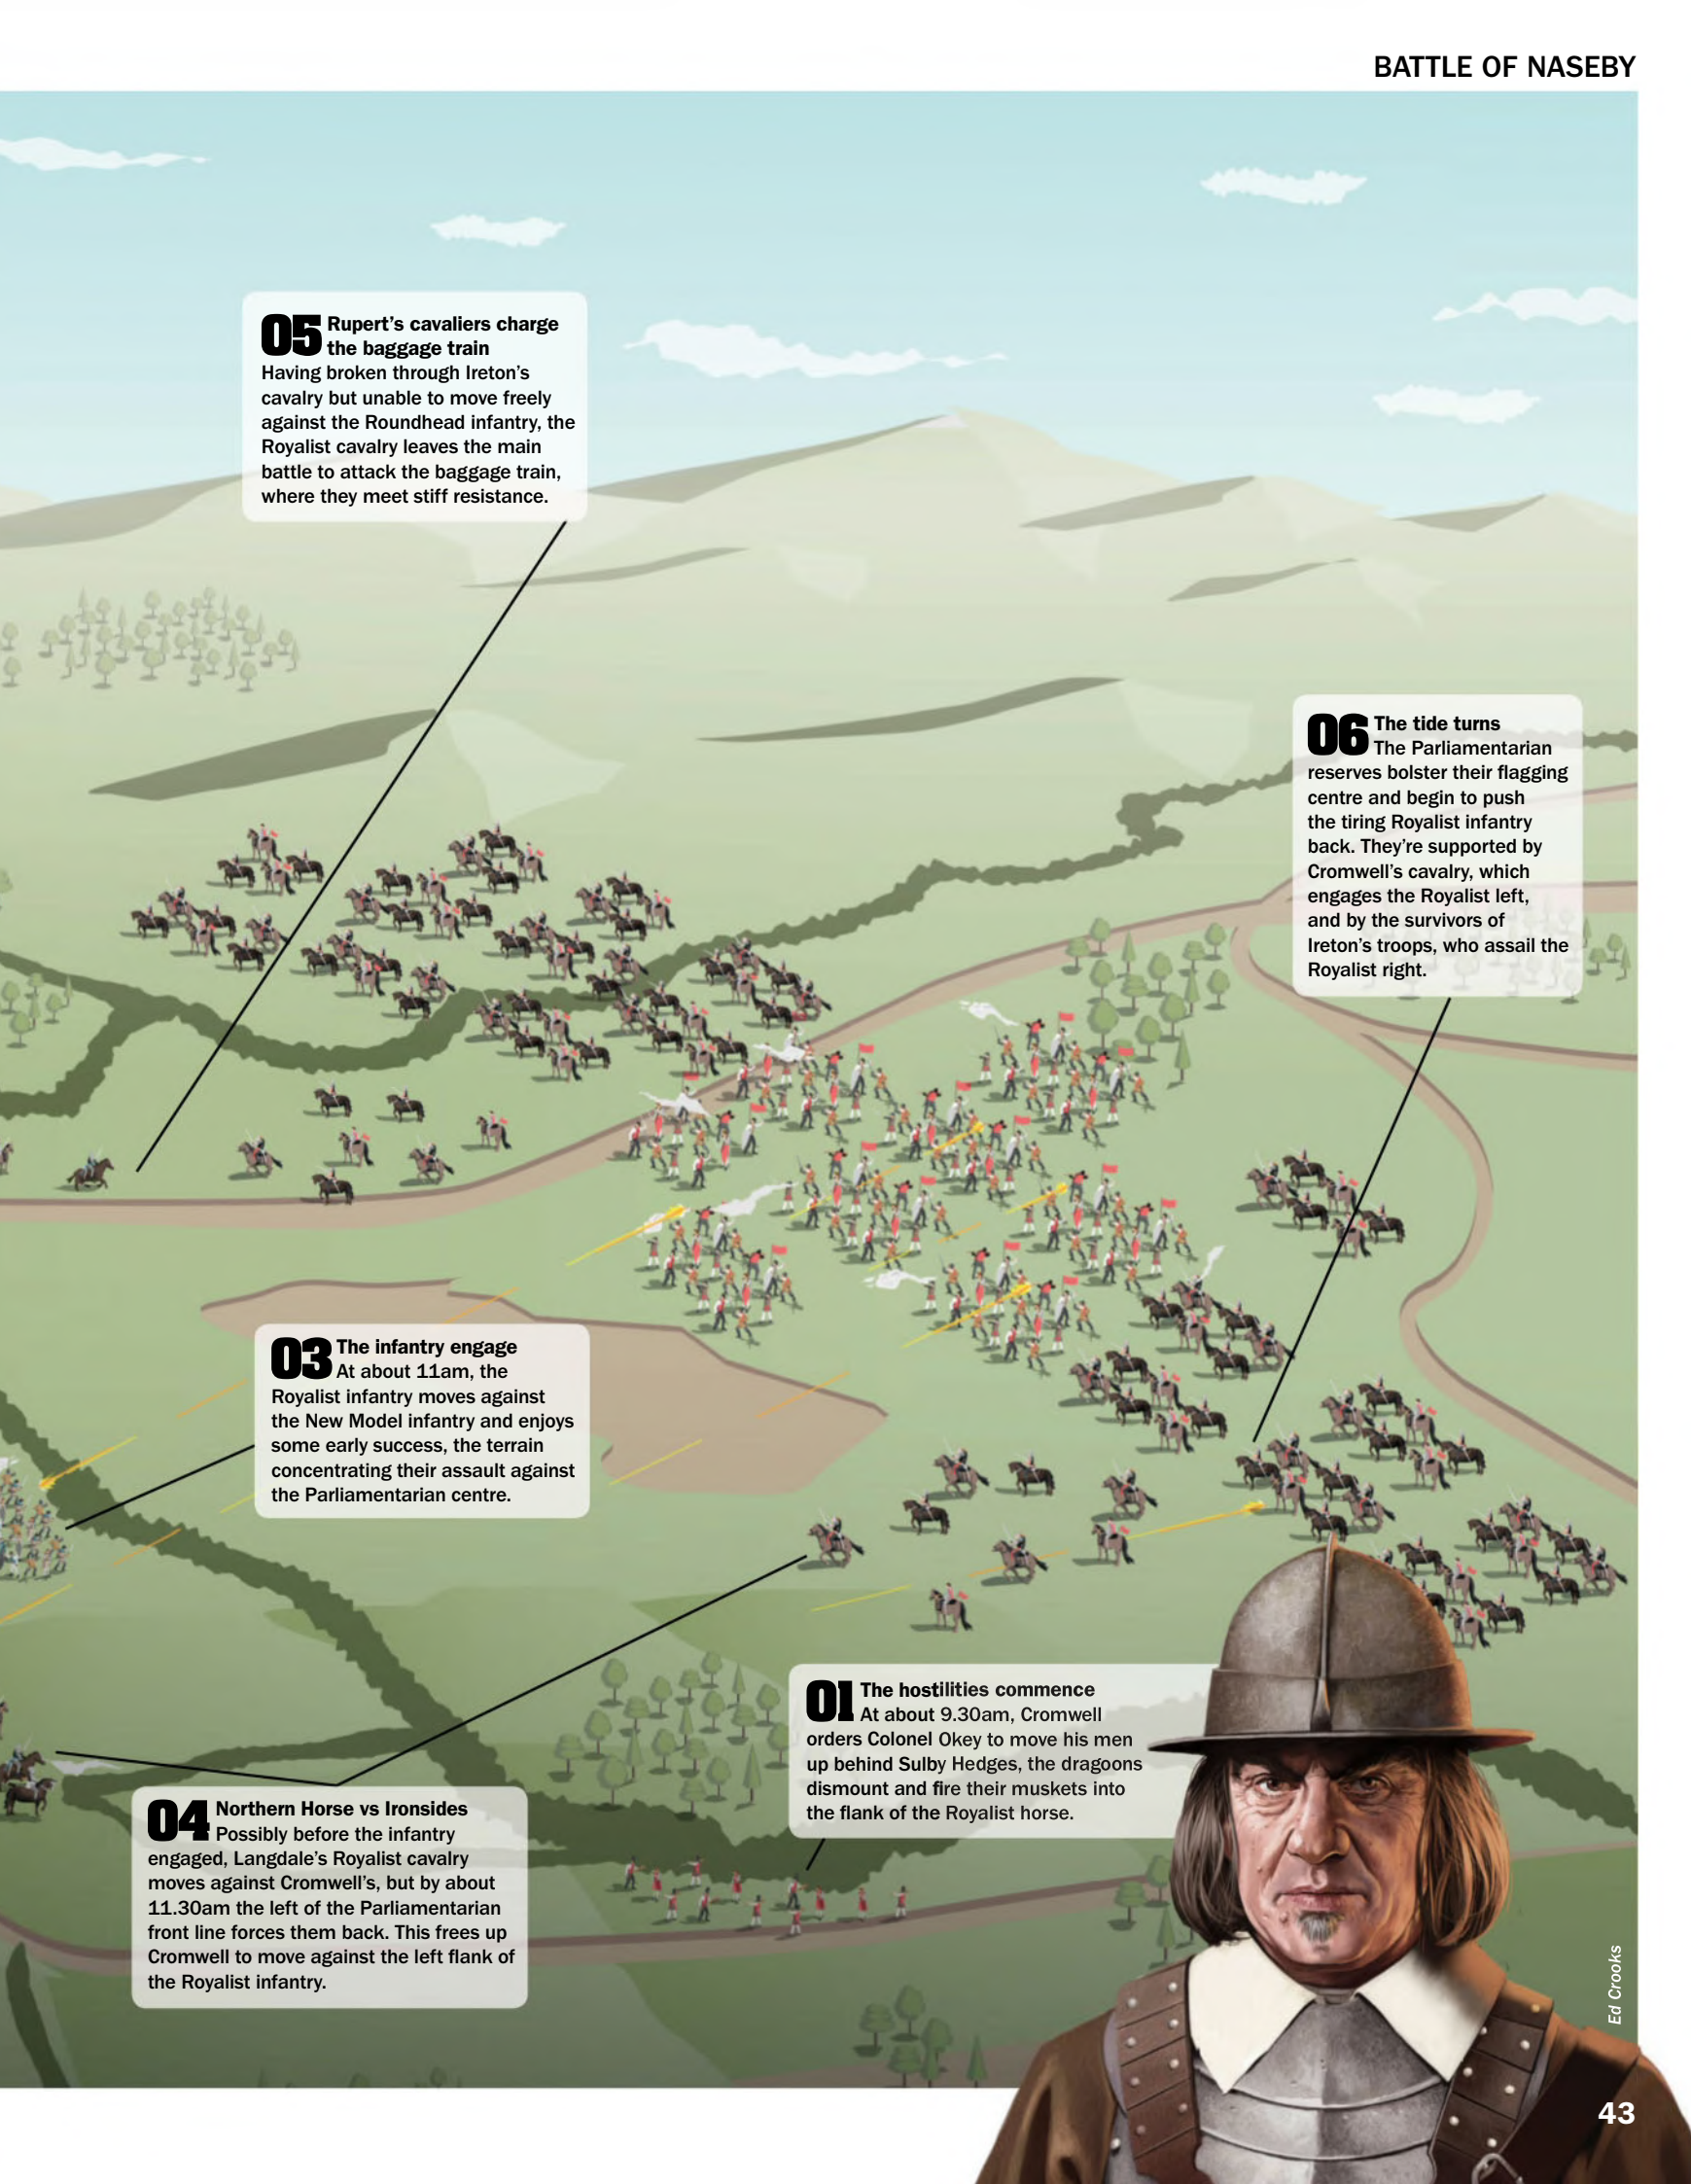 BATTLE OF NASEBY
05 Rupert's cavaliers charge
the baggage train
Having broken through Ireton's
cavalry but unable to move freely
against the Roundhead infantry, the
Royalist cavalry leaves the main
battle to attack the baggage train,
where they meet stiff resistance.
06 The tide turns
The Parliamentarian
reserves bolster their flagging
centre and begin to push
the tiring Royalist infantry
back. They're supported by
Cromwell's cavalry, which
engages the Royalist left,
and by the survivors of
Ireton's troops, who assail the
Royalist right.
03 The infantry engage
At about 11am, the
Royalist infantry moves against
the New Model infantry and enjoys
some early success, the terrain
concentrating their assault against
the Parliamentarian centre.
01 The hostilities commence
At about 9.30am, Cromwell
orders Colonel Okey to move his men
up behind Sulby Hedges, the dragoons
dismount and fire their muskets into
the flank of the Royalist horse.
04 Northern Horse vs Ironsides
Possibly before the infantry
engaged, Langdale's Royalist cavalry
moves against Cromwell's, but by about
11.30am the left of the Parliamentarian
front line forces them back. This frees up
Cromwell to move against the left flank of
the Royalist infantry.
Ed Crooks
43